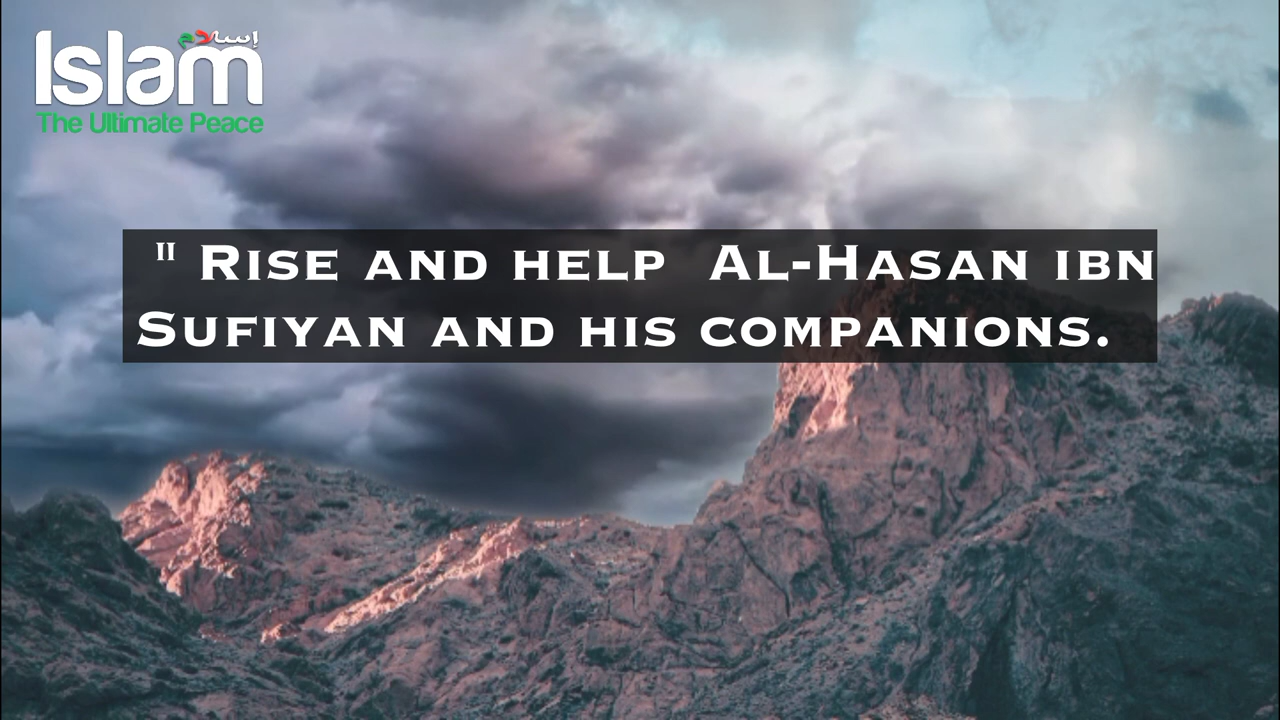 إسلام
Islam
The Ultimate Peace
" Rise and help Al-Hasan ibn
Sufiyan and his companions.